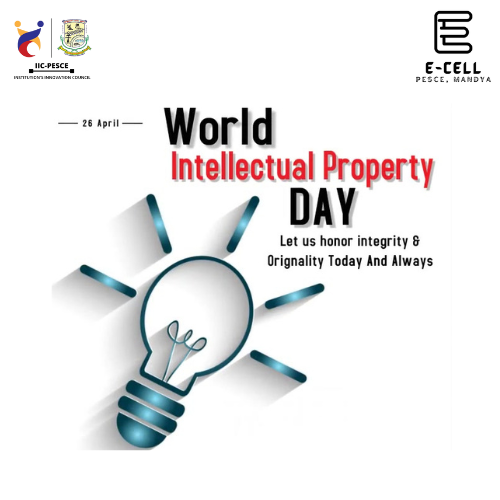 IIC-PESCE
INSTITUTION'S INNOVATION COUNCIL
E-CELL
PESCE, MANDYA
26 April
World
Intellectual Property
DAY
Let us honor integrity &
Orignality Today And Always